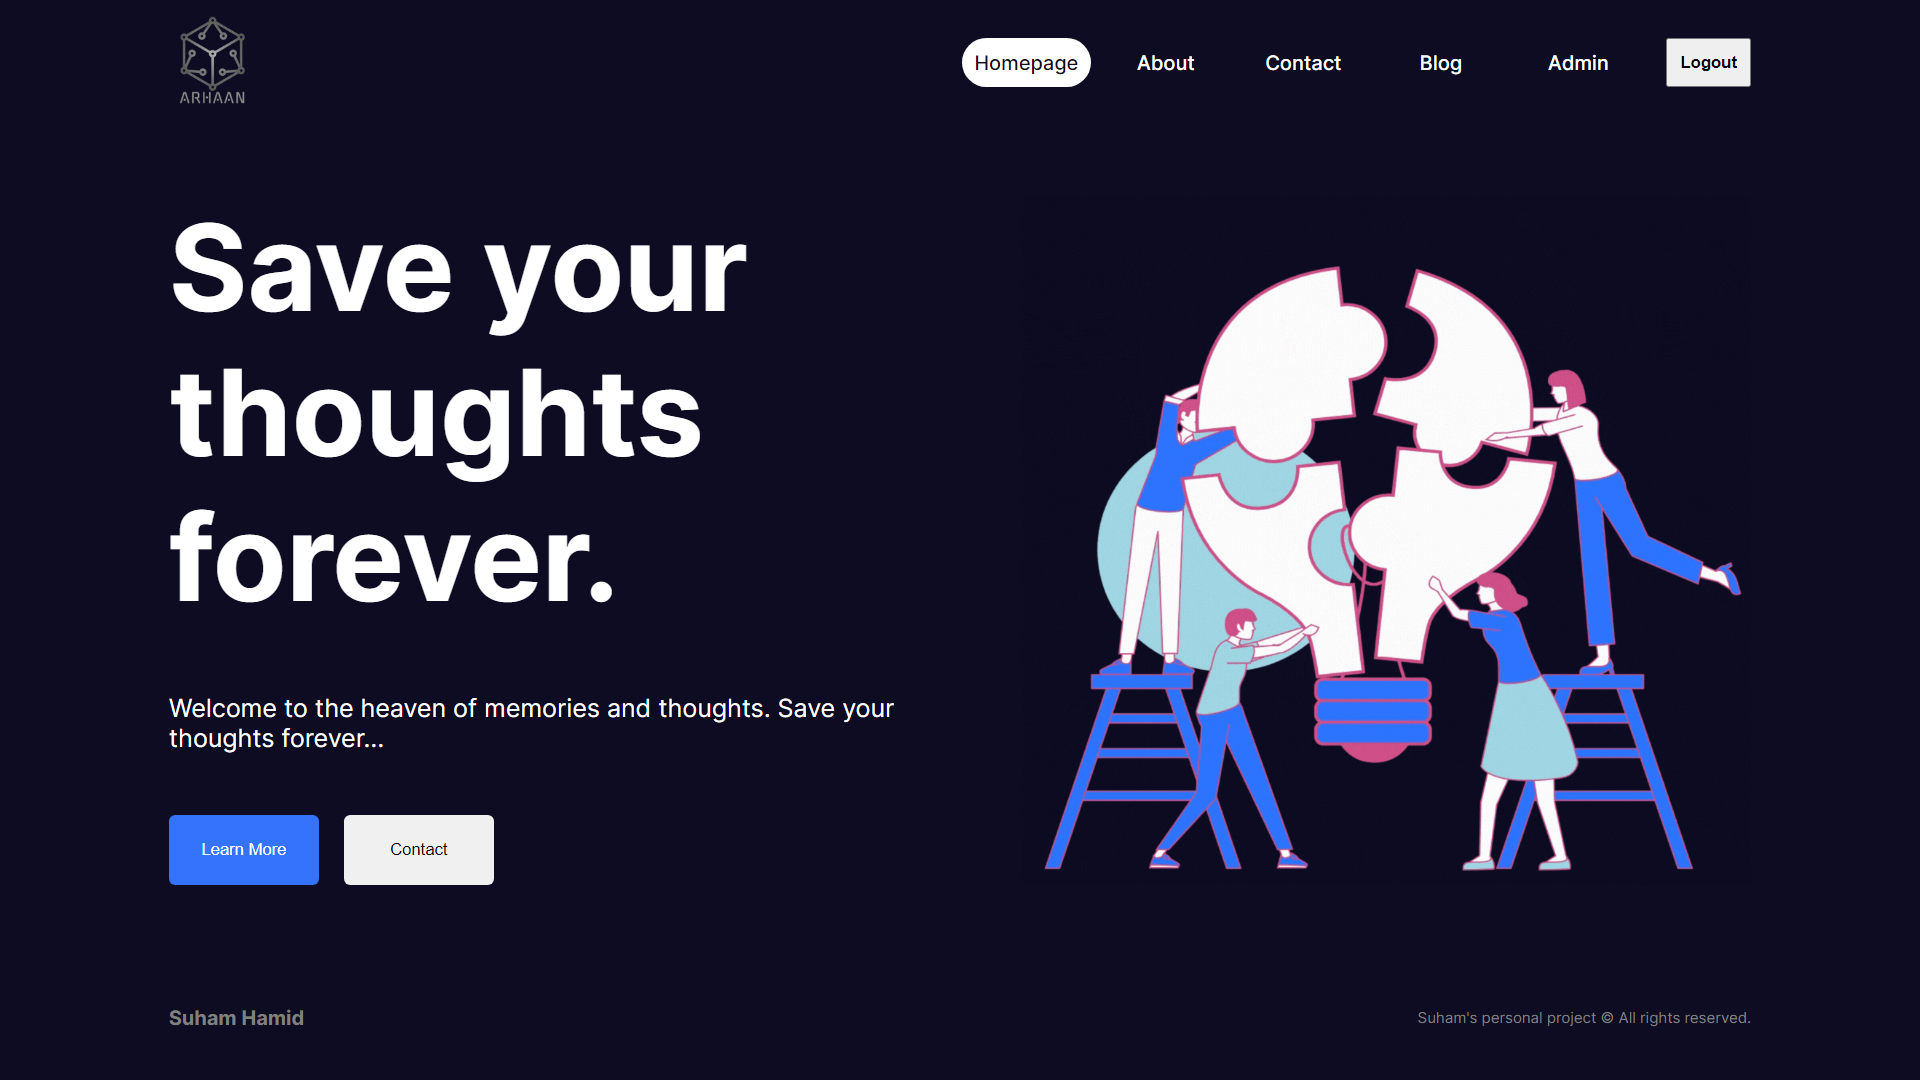 ARHAAN
Homepage
About
Contact
Blog
Admin
Logout
Save your
thoughts
forever.
Welcome to the heaven of memories and thoughts. Save your
thoughts forever...
Learn More
Contact
Suham Hamid
Suham's personal project © All rights reserved.